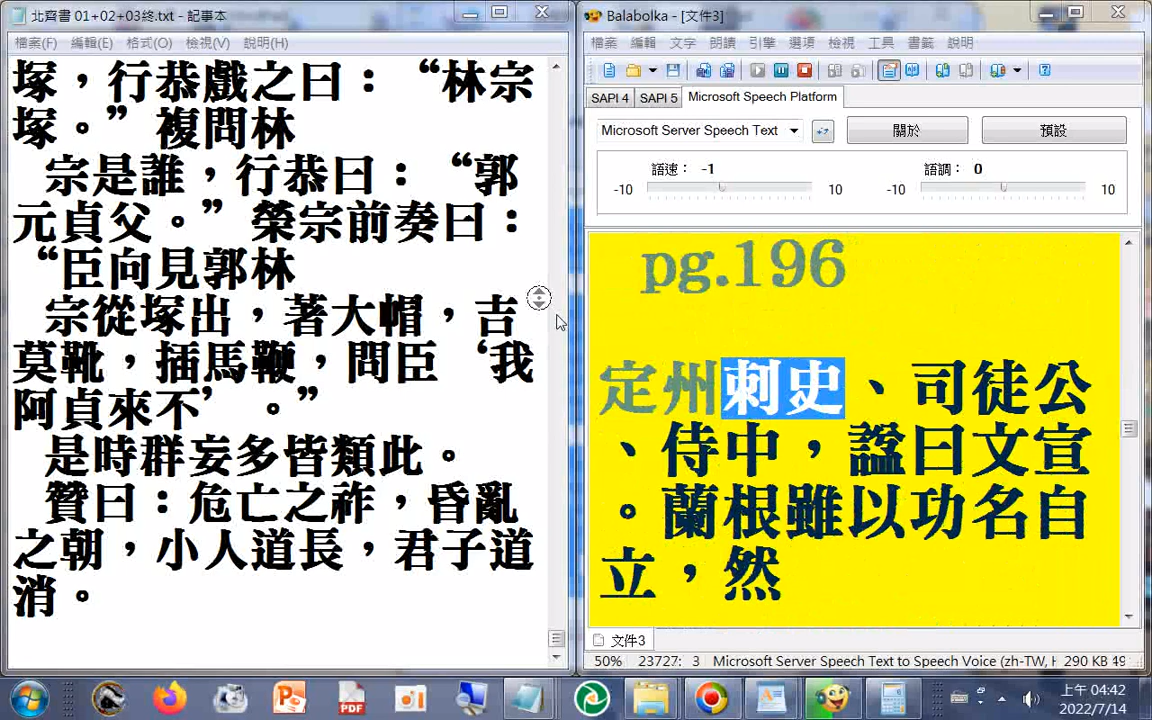 北齊書 01+02+03終.txt - 記事本
檔案(F) 編輯(E) 格式(O) 檢視(V) 說明(H)
塚，行恭戲之曰：“林宗
塚。”複問林
宗是誰，行恭曰：“郭
元貞父。”榮宗前奏曰：
“臣向見郭林
宗從塚出，著大帽，吉
莫靴，插馬鞭，問臣‘我
阿貞來不’。”
是時群妄多皆類此。
贊曰：危亡之祚，昏亂
之朝，小人道長，君子道
消。
Balabolka - [文件3]
檔案 編輯 文字 朗讀 引擎 選項 檢視 工具 書籤 說明
SAPI 4 SAPI 5 Microsoft Speech Platform
Microsoft Server Speech Text 關於 預設
語速： -1 語調： 0
-10 10 -10 10
pg.196
定州刺史、司徒公
、侍中，謚曰文宣
。蘭根雖以功名自
立，然
文件3
50% 23727: 3 Microsoft Server Speech Text to Speech Voice (zh-TW, H 290 KB 49
PDF
上午 04:42
2022/7/14